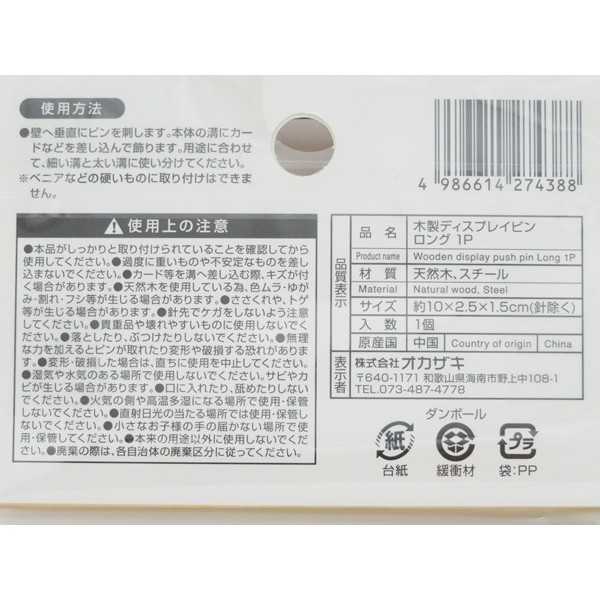 使用方法
●壁へ垂直にピンを刺します。本体の溝にカー
ドなどを差し込んで飾ります。用途に合わせ
て、細い溝と太い溝に使い分けてください。
※ベニアなどの硬いものに取り付けはできませ
ん。
4 986614 274388
使用上の注意
●本品がしっかりと取り付けられていることを確認してから
使用してください。●過度に重いものや不安定なものを差し
込まないでください。●カード等を溝へ差し込む際、キズが付
く場合があります。●天然木を使用している為、色ムラ・ゆが
み・割れ・フシ等が生じる場合があります。●ささくれや、トゲ
等が生じる場合があります。●針先でケガをしないよう注意
してください。●貴重品や壊れやすいものに使用しないでく
ださい。●落としたり、ぶつけたりしないでください。●無理
な力を加えるとピンが取れたり変形や破損する恐れがありま
す。●変形・破損した場合は、直ちに使用を中止してください。
●湿気や水気のある場所で使用しないでください。サビやカ
ビが生じる場合があります。●口に入れたり、舐めたりしない
でください。●火気の側や高温多湿になる場所で使用・保管
しないでください。●直射日光の当たる場所では使用・保管し
ないでください。●小さなお子様の手の届かない場所で使
用・保管してください。●本来の用途以外に使用しないでくだ
さい。●廃棄の際は、各自治体の廃棄区分に従ってください。
品質表示
品名 木製ディスプレイピン
ロング 1P
Product name Wooden display push pin Long 1P
材質 天然木、スチール
Material Natural wood, Steel
サイズ 約10×2.5×1.5cm(針除く)
入数 1個
原産国 中国 Country of origin China
表示者
株式会社オカザキ
〒640-1171 和歌山県海南市野上中108-1
TEL.073-487-4778
ダンボール
紙
プラ
台紙 緩衝材 袋:PP